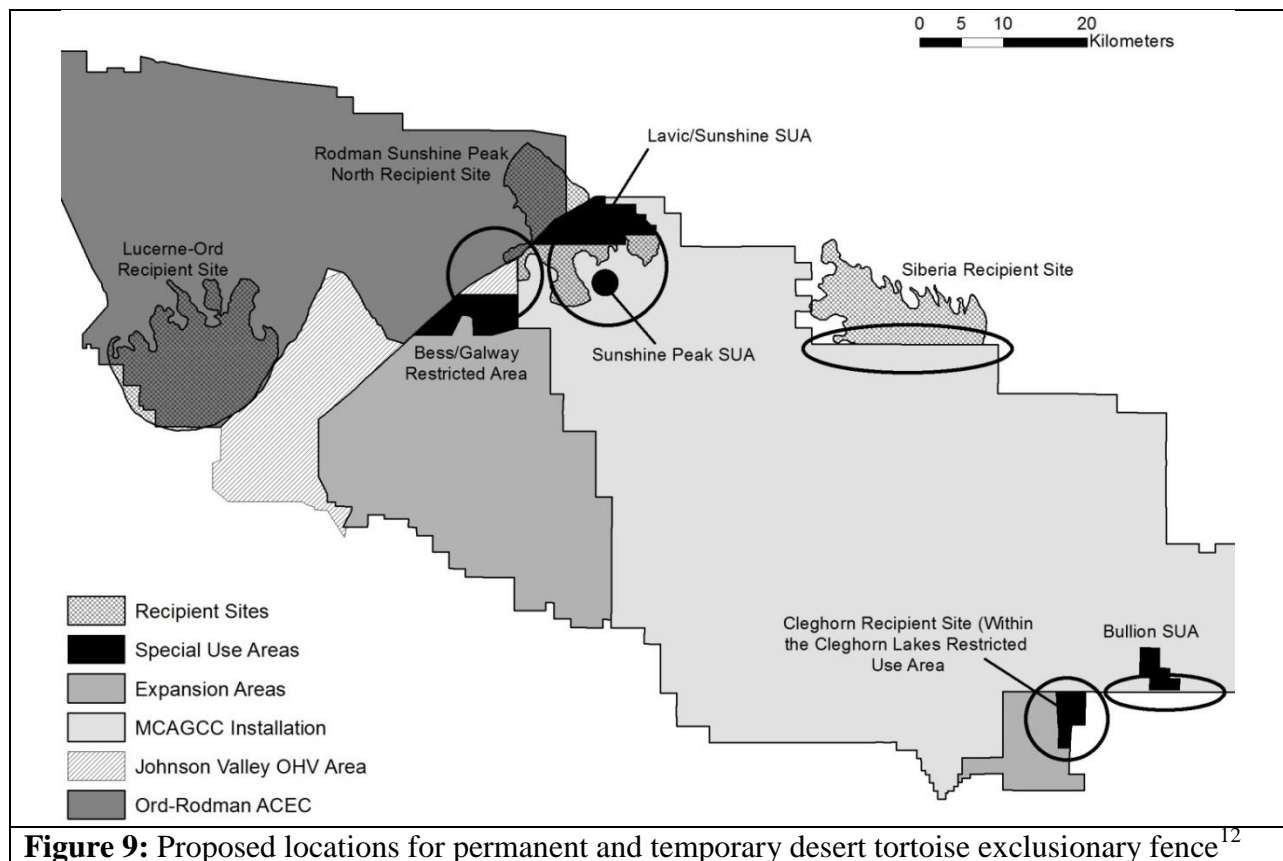 0 5 10 20
Kilometers
Lavic/Sunshine SUA
Rodman Sunshine Peak
North Recipient Site
Lucerne-Ord
Recipient Site
Siberia Recipient Site
Bess/Galway
Restricted Area
Sunshine Peak SUA
Cleghorn Recipient Site (Within
the Cleghorn Lakes Restricted
Use Area
Bullion SUA
Recipient Sites
Special Use Areas
Expansion Areas
MCAGCC Installation
Johnson Valley OHV Area
Ord-Rodman ACEC
Figure 9: Proposed locations for permanent and temporary desert tortoise exclusionary fence12